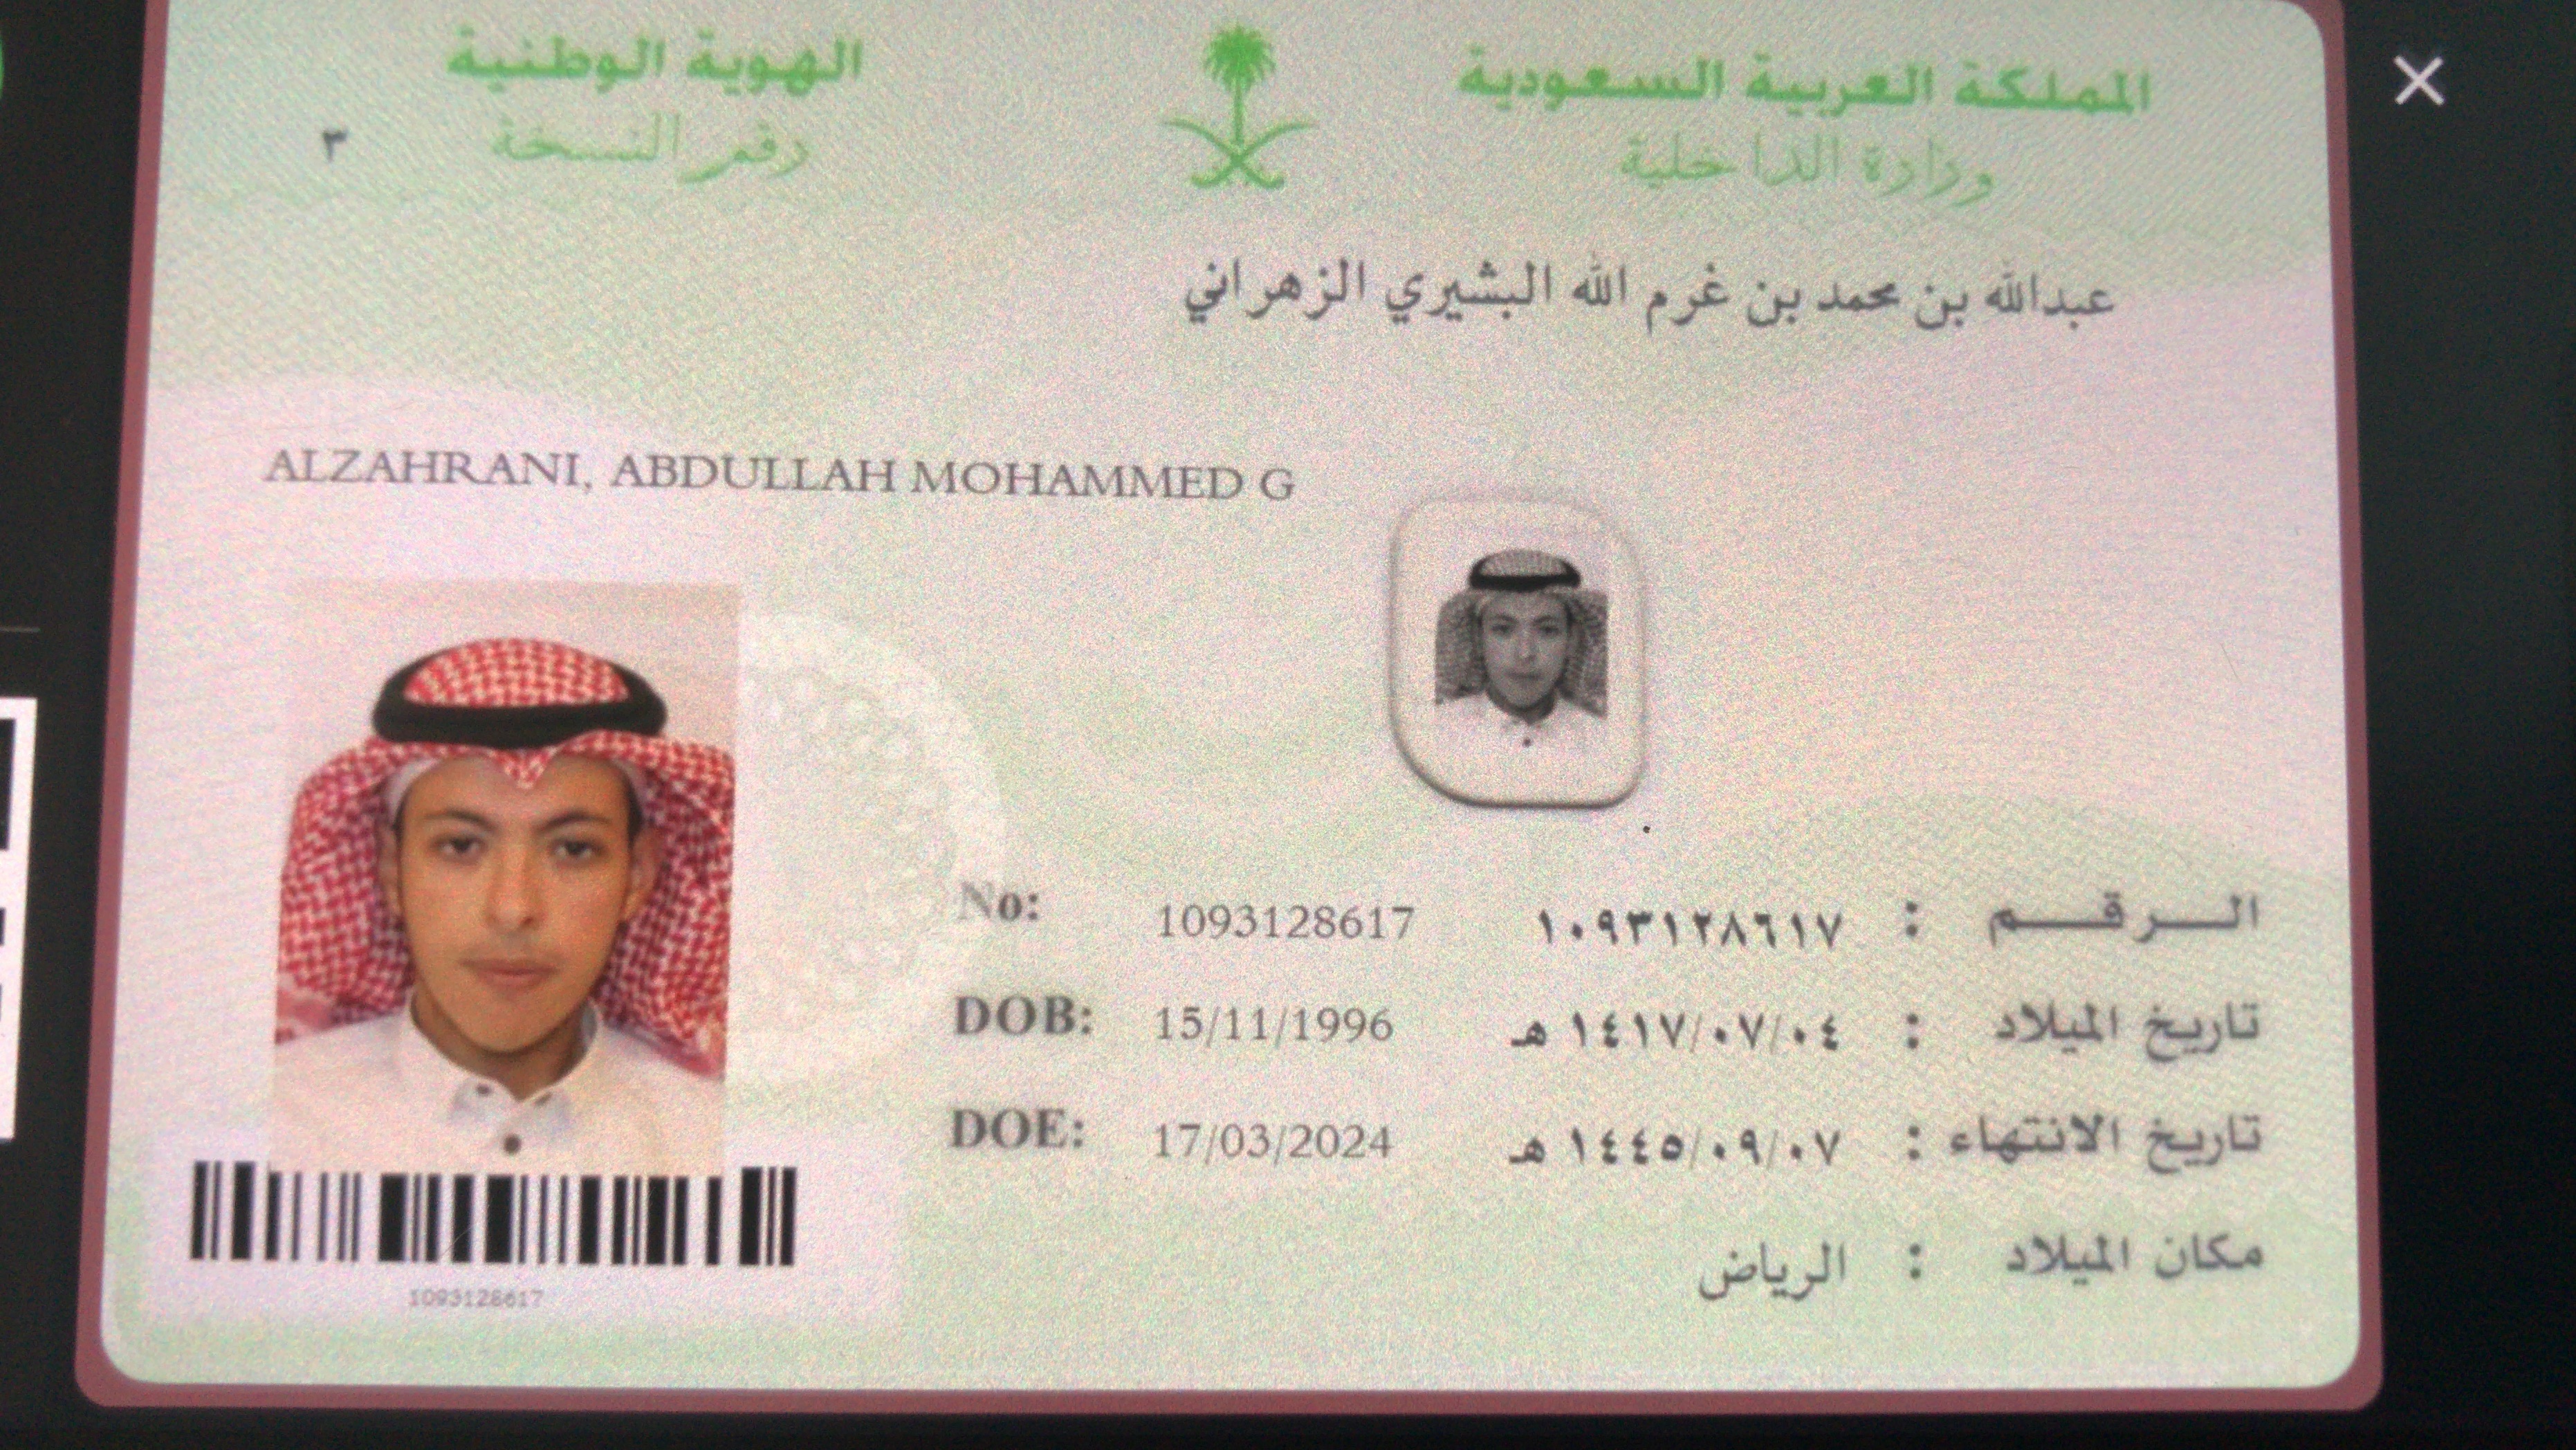 المملكة العربية السعودية
وزارة الداخلية
الهوية الوطنية
رقم النسخة ٣
عبدالله بن محمد بن غرم الله البشيري الزهراني
ALZAHRANI, ABDULLAH MOHAMMED G
الـرقـم : ١٠٩٣١٢٨٦١٧ No: 1093128617
تاريخ الميلاد : ١٤١٧/٠٧/٠٤ هـ DOB: 15/11/1996
تاريخ الانتهاء : ١٤٤٥/٠٩/٠٧ هـ DOE: 17/03/2024
مكان الميلاد : الرياض
1093128617